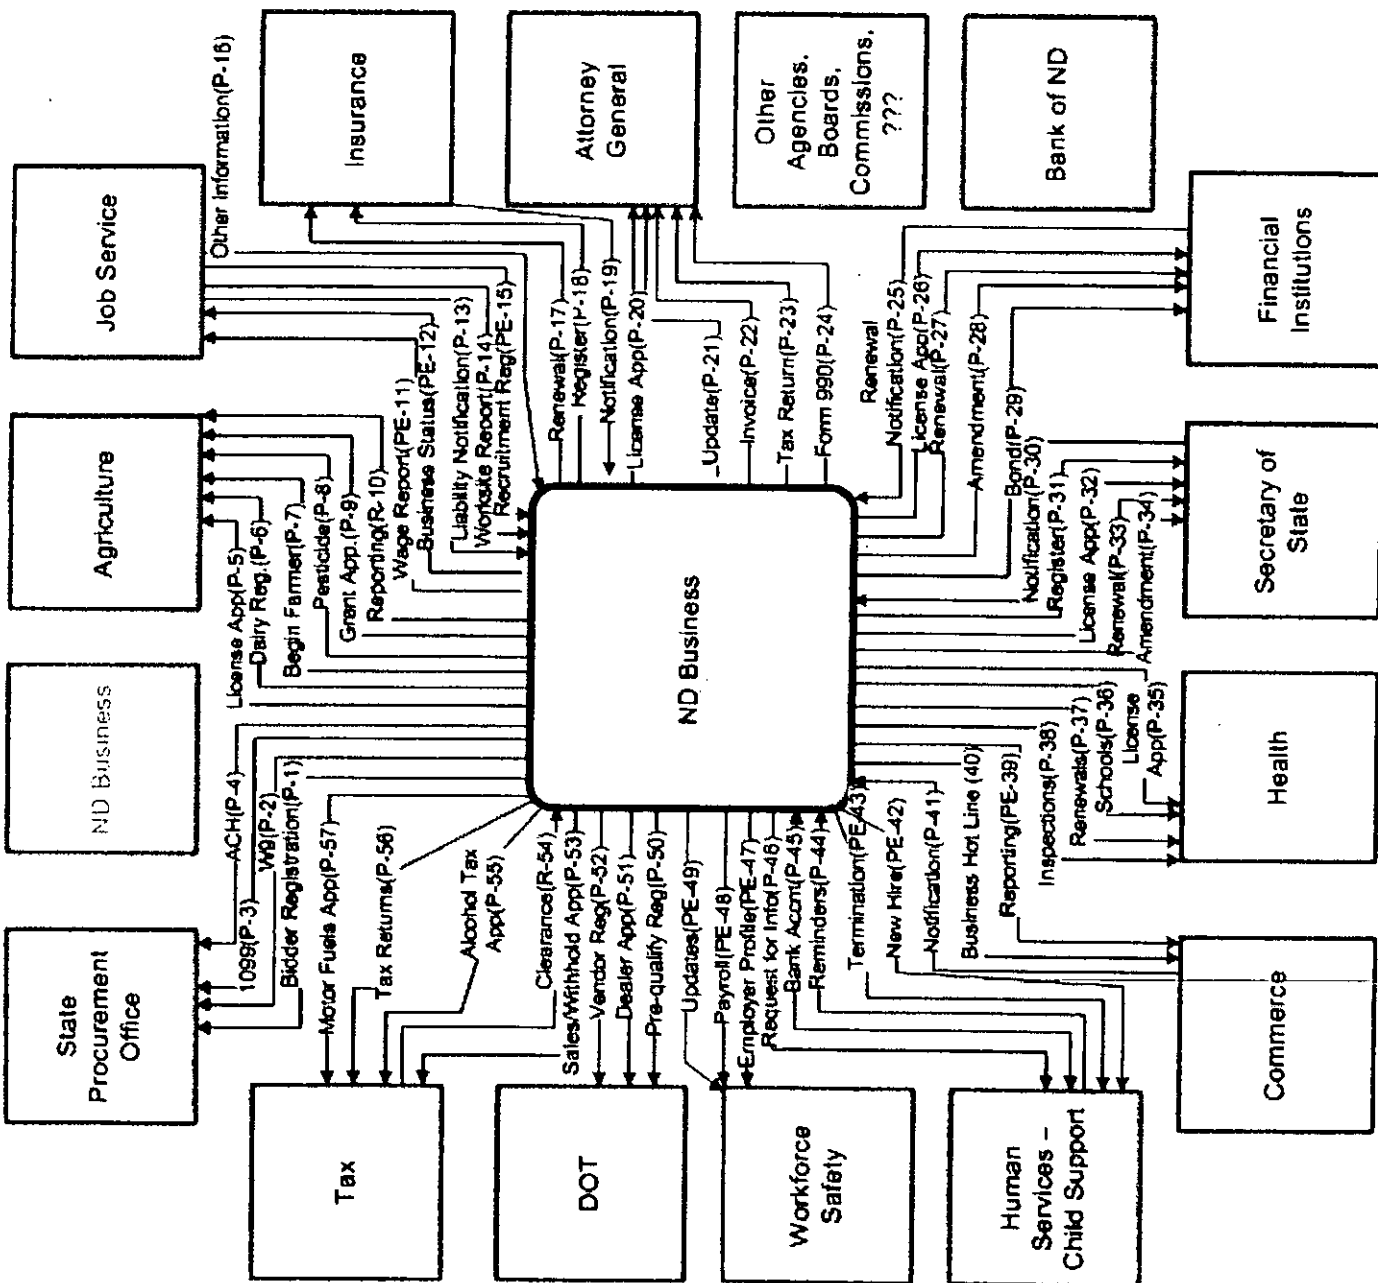 State
Procurement
Office
ND Business
Agriculture
Job Service
Tax
DOT
Workforce
Safety
Human
Services –
Child Support
ND Business
Insurance
Attorney
General
Other
Agencies,
Boards,
Commissions,
???
Bank of ND
Commerce
Health
Secretary of
State
Financial
Institutions
Bidder Registration(P-1)
W9(P-2)
1099(P-3)
ACH(P-4)
License App(P-5)
Dairy Reg.(P-6)
Begin Farmer(P-7)
Pesticide(P-8)
Grant App.(P-9)
Reporting(R-10)
Wage Report(PE-11)
Business Status(PE-12)
Liability Notification(P-13)
Worksite Report(P-14)
Recruitment Reg(PE-15)
Other Information(P-16)
Renewal(P-17)
Register(P-18)
Notification(P-19)
License App(P-20)
Update(P-21)
Invoice(P-22)
Tax Return(P-23)
Form 990(P-24)
Renewal
Notification(P-25)
License App(P-26)
Renewal(P-27)
Amendment(P-28)
Bond(P-29)
Notification(P-30)
Register(P-31)
License App(P-32)
Renewal(P-33)
Amendment(P-34)
License
App(P-35)
Schools(P-36)
Renewals(P-37)
Inspections(P-38)
Reporting(PE-39)
Business Hot Line (40)
Notification(P-41)
New Hire(PE-42)
Termination(PE-43)
Reminders(P-44)
Bank Accnt(P-45)
Request for Info(P-46)
Employer Profile(PE-47)
Payroll(PE-48)
Updates(PE-49)
Pre-qualify Reg(P-50)
Dealer App(P-51)
Vendor Reg(P-52)
Sales/Withhold App(P-53)
Clearance(R-54)
Alcohol Tax
App(P-55)
Tax Returns(P-56)
Motor Fuels App(P-57)